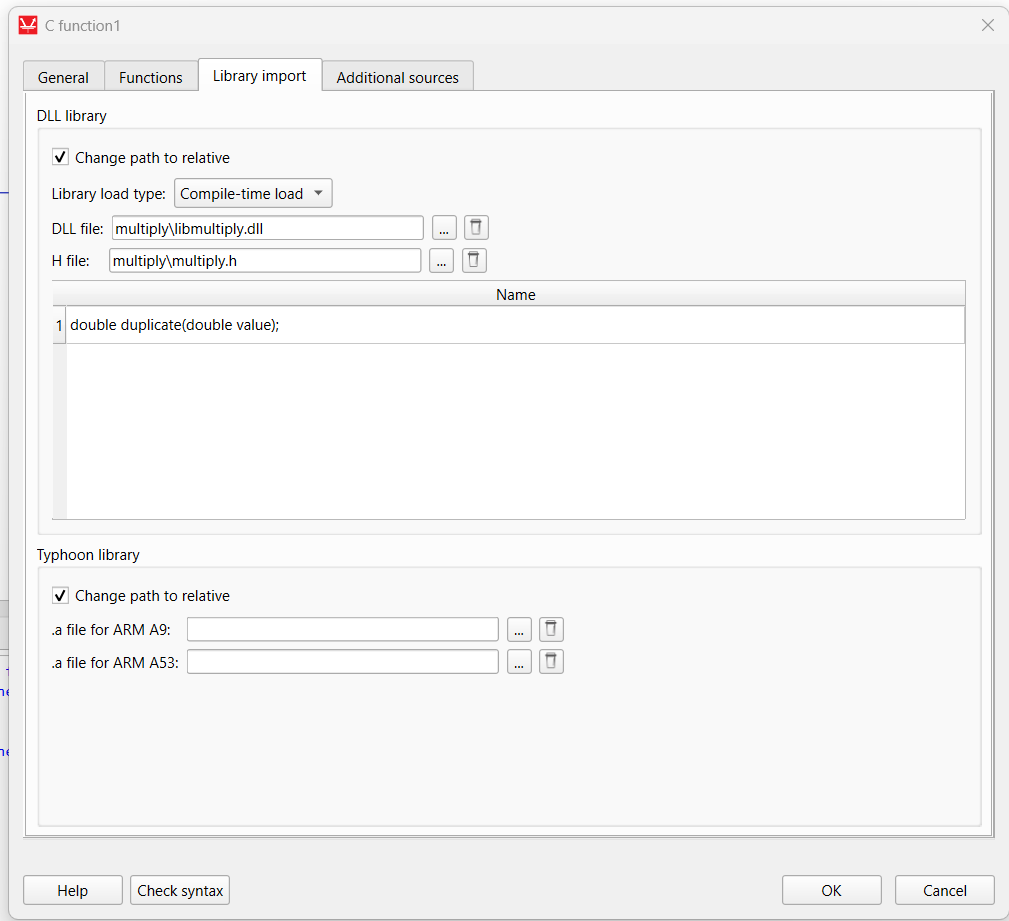 C function1
General Functions Library import Additional sources
DLL library
Change path to relative
Library load type: Compile-time load
DLL file: multiply\libmultiply.dll ...
H file: multiply\multiply.h ...
Name
1 double duplicate(double value);
Typhoon library
Change path to relative
.a file for ARM A9: ...
.a file for ARM A53: ...
Help Check syntax OK Cancel